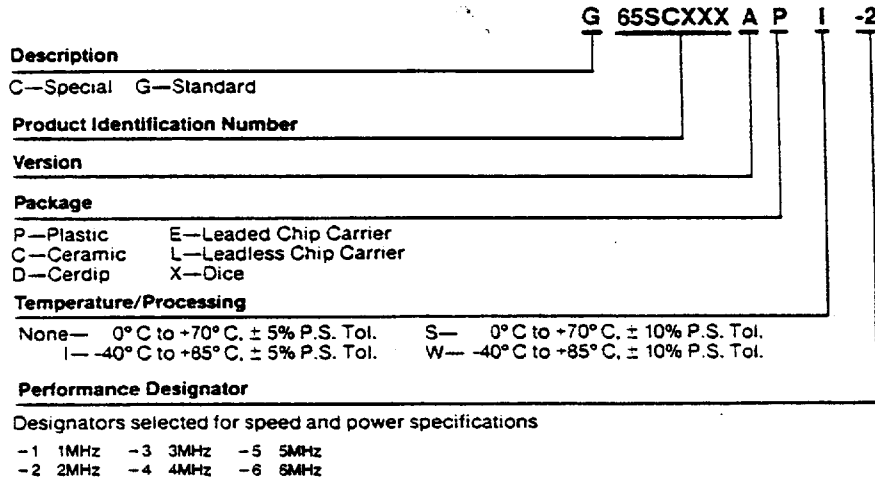 G 65SCXXX A P I -2
Description
C—Special G—Standard
Product Identification Number
Version
Package
P—Plastic E—Leaded Chip Carrier
C—Ceramic L—Leadless Chip Carrier
D—Cerdip X—Dice
Temperature/Processing
None— 0°C to +70°C, ± 5% P.S. Tol. S— 0°C to +70°C, ± 10% P.S. Tol.
I— -40°C to +85°C, ± 5% P.S. Tol. W— -40°C to +85°C, ± 10% P.S. Tol.
Performance Designator
Designators selected for speed and power specifications
-1 1MHz -3 3MHz -5 5MHz
-2 2MHz -4 4MHz -6 6MHz